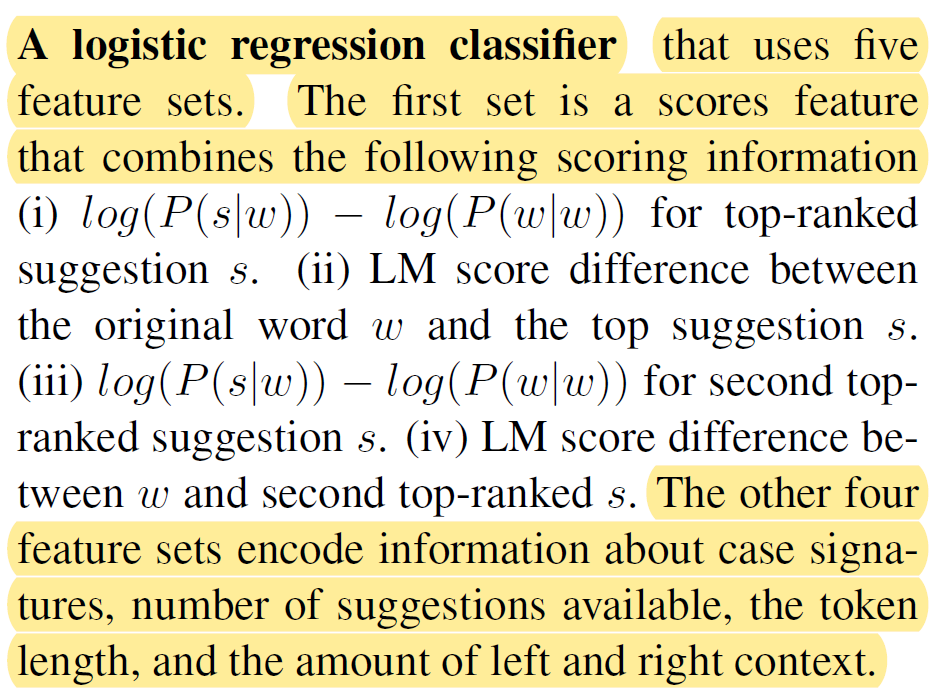 A logistic regression classifier that uses five
feature sets. The first set is a scores feature
that combines the following scoring information
(i) log(P(s|w)) − log(P(w|w)) for top-ranked
suggestion s. (ii) LM score difference between
the original word w and the top suggestion s.
(iii) log(P(s|w)) − log(P(w|w)) for second top-
ranked suggestion s. (iv) LM score difference be-
tween w and second top-ranked s. The other four
feature sets encode information about case signa-
tures, number of suggestions available, the token
length, and the amount of left and right context.